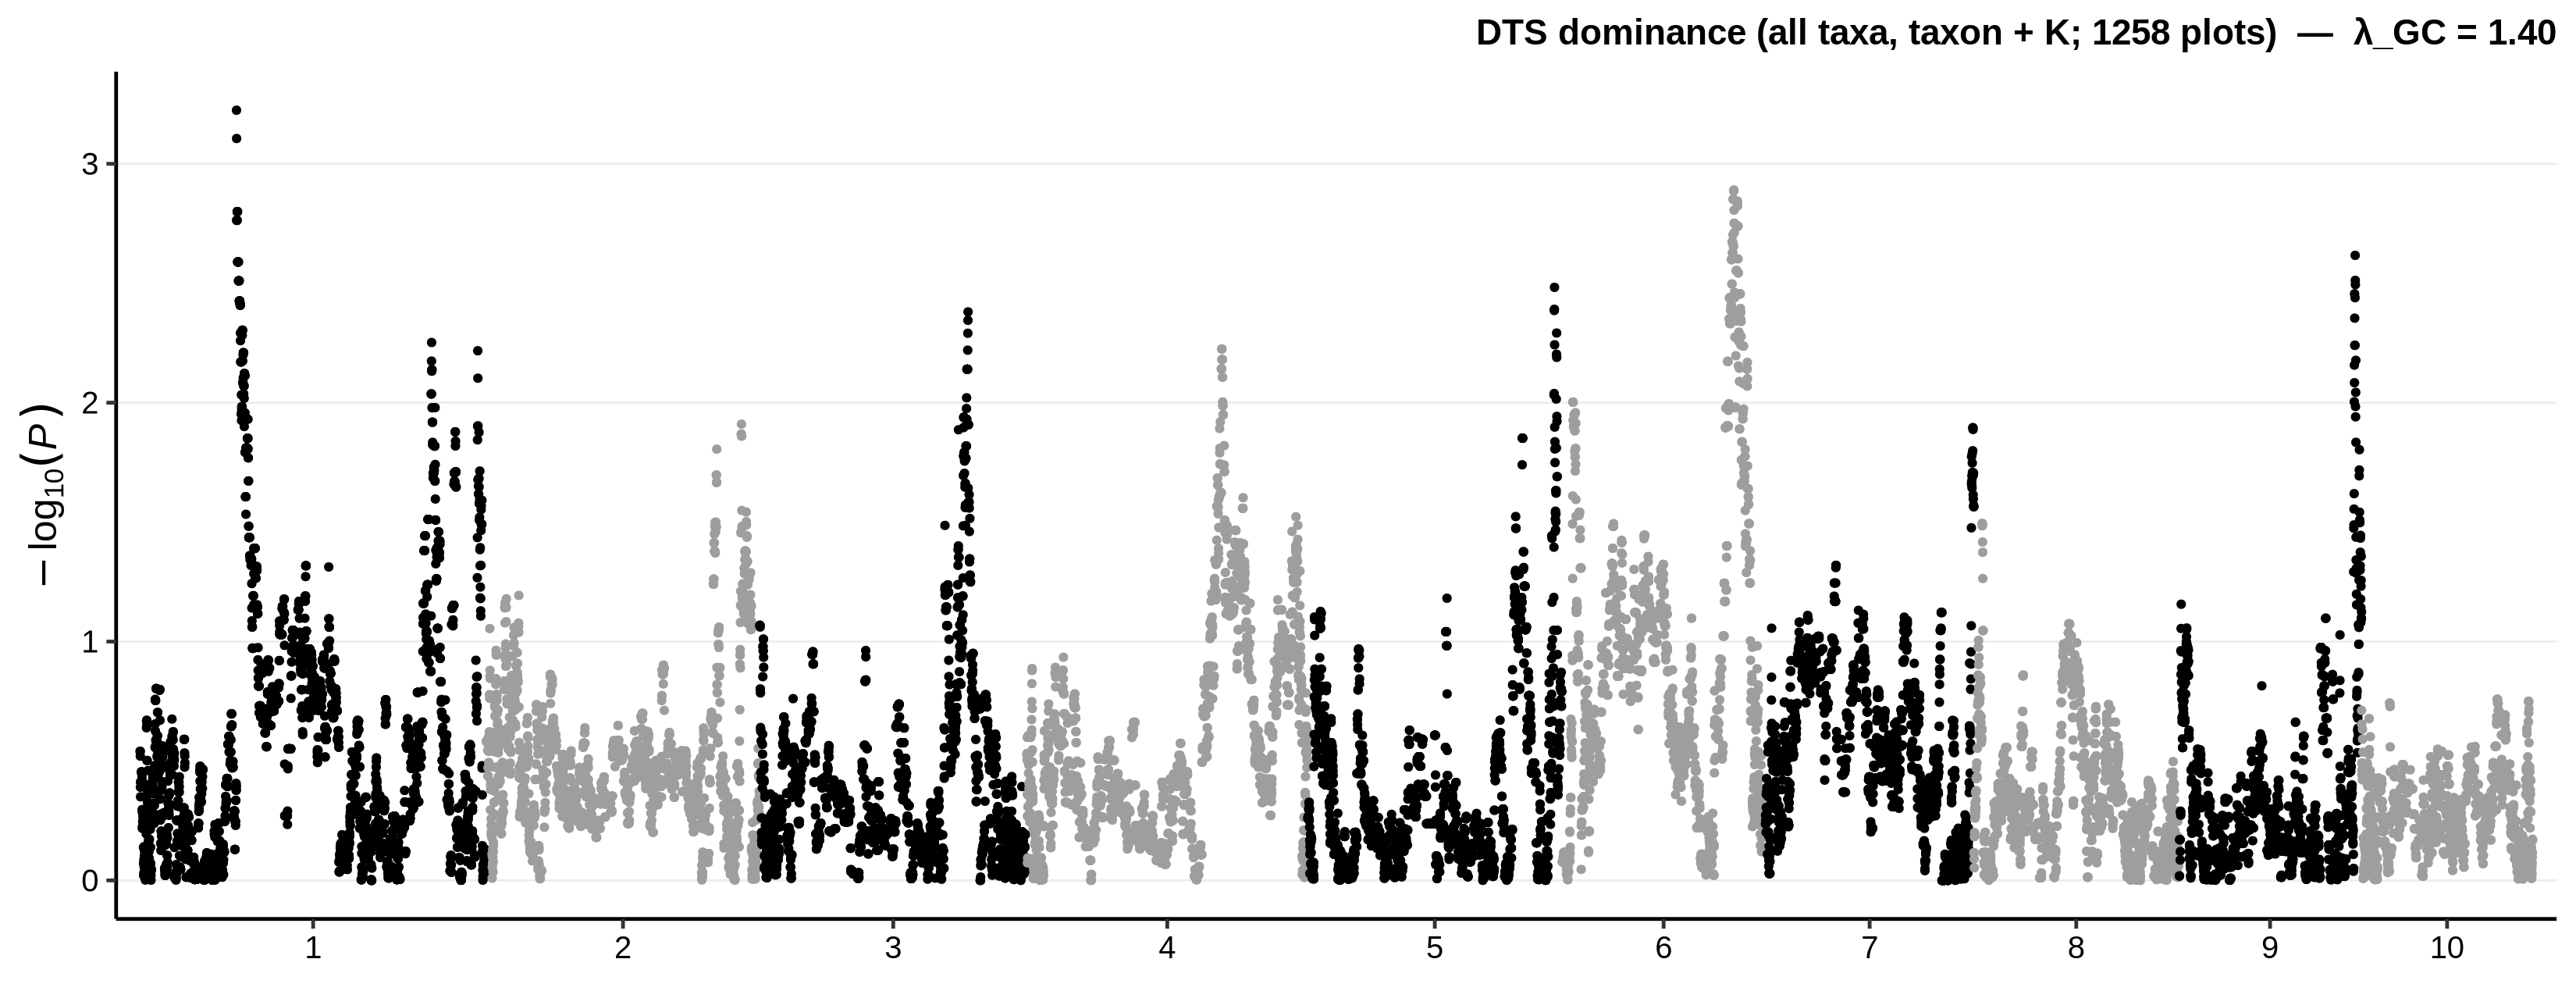 DTS dominance (all taxa, taxon + K; 1258 plots) — λ_GC = 1.40
− log10(P)
3
2
1
0
1 2 3 4 5 6 7 8 9 10